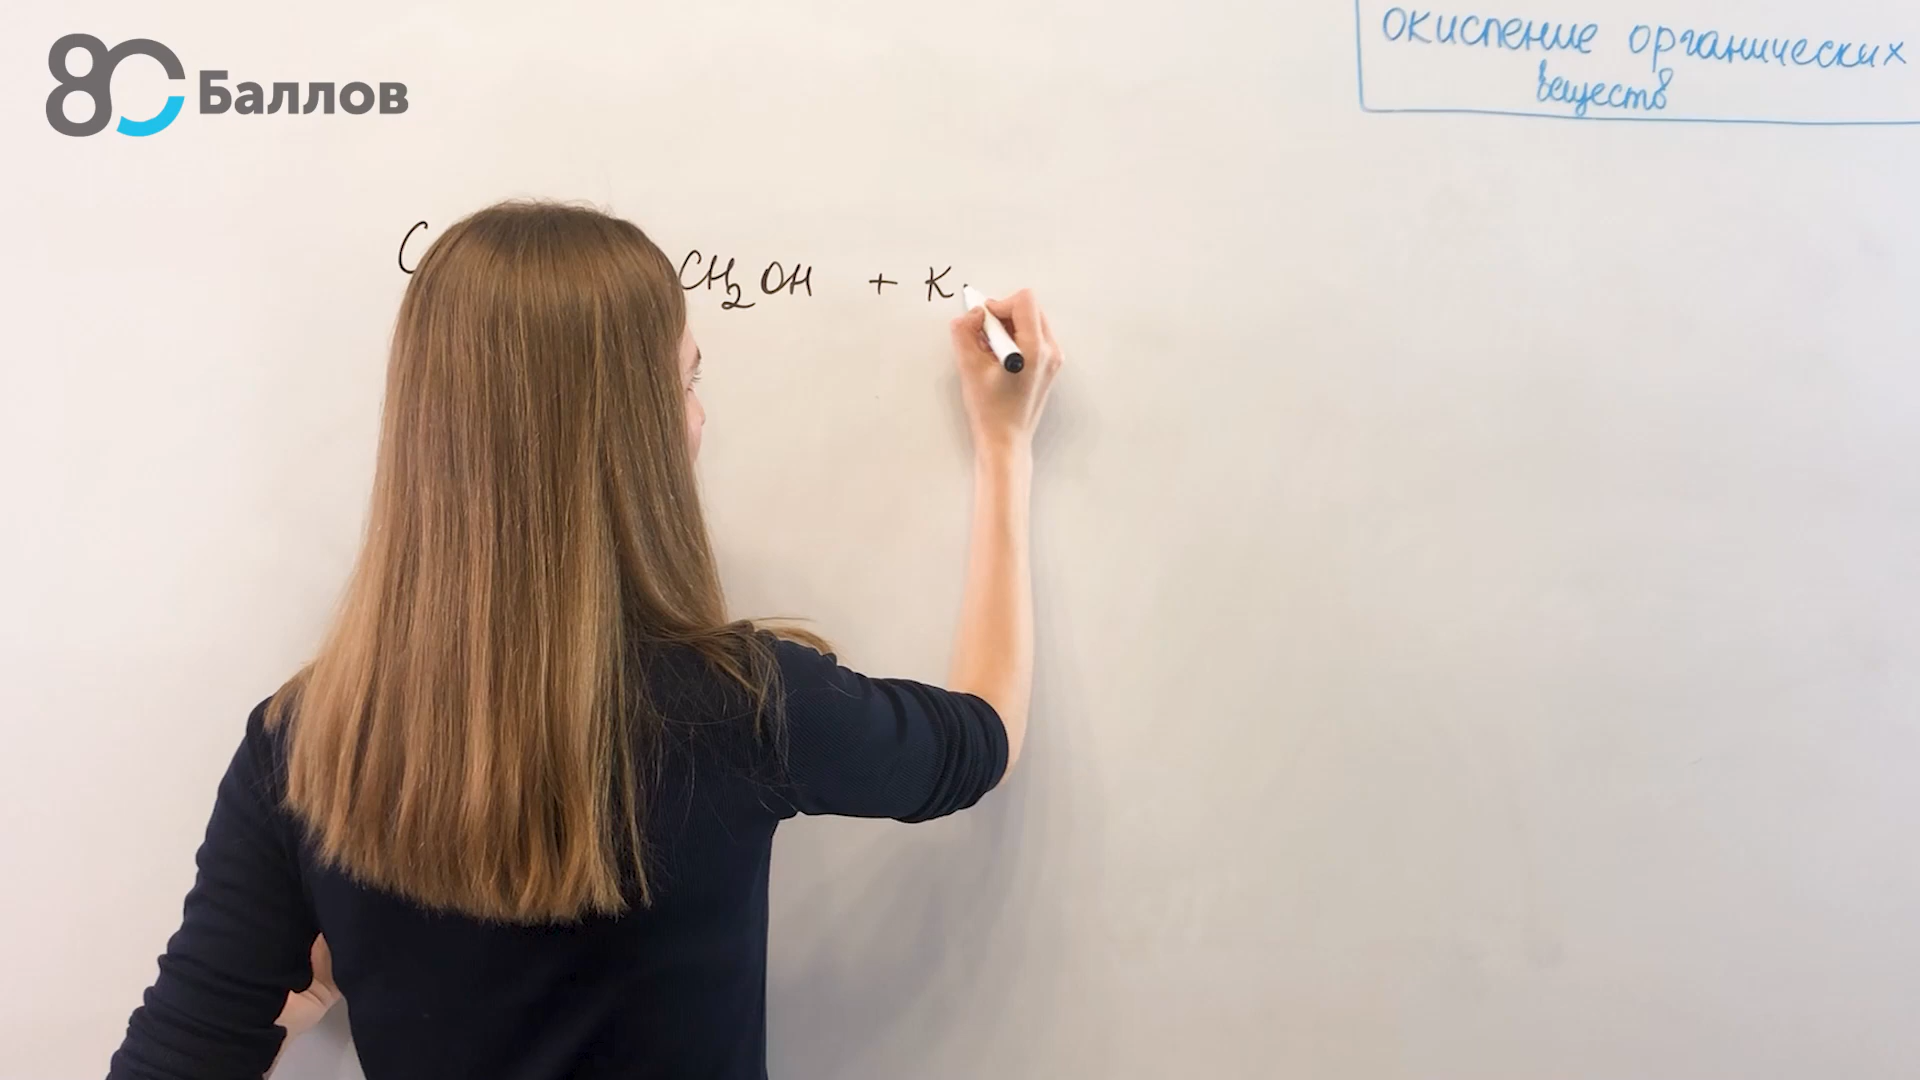 80 Баллов
окисление органических
веществ
C CH₂OH + K